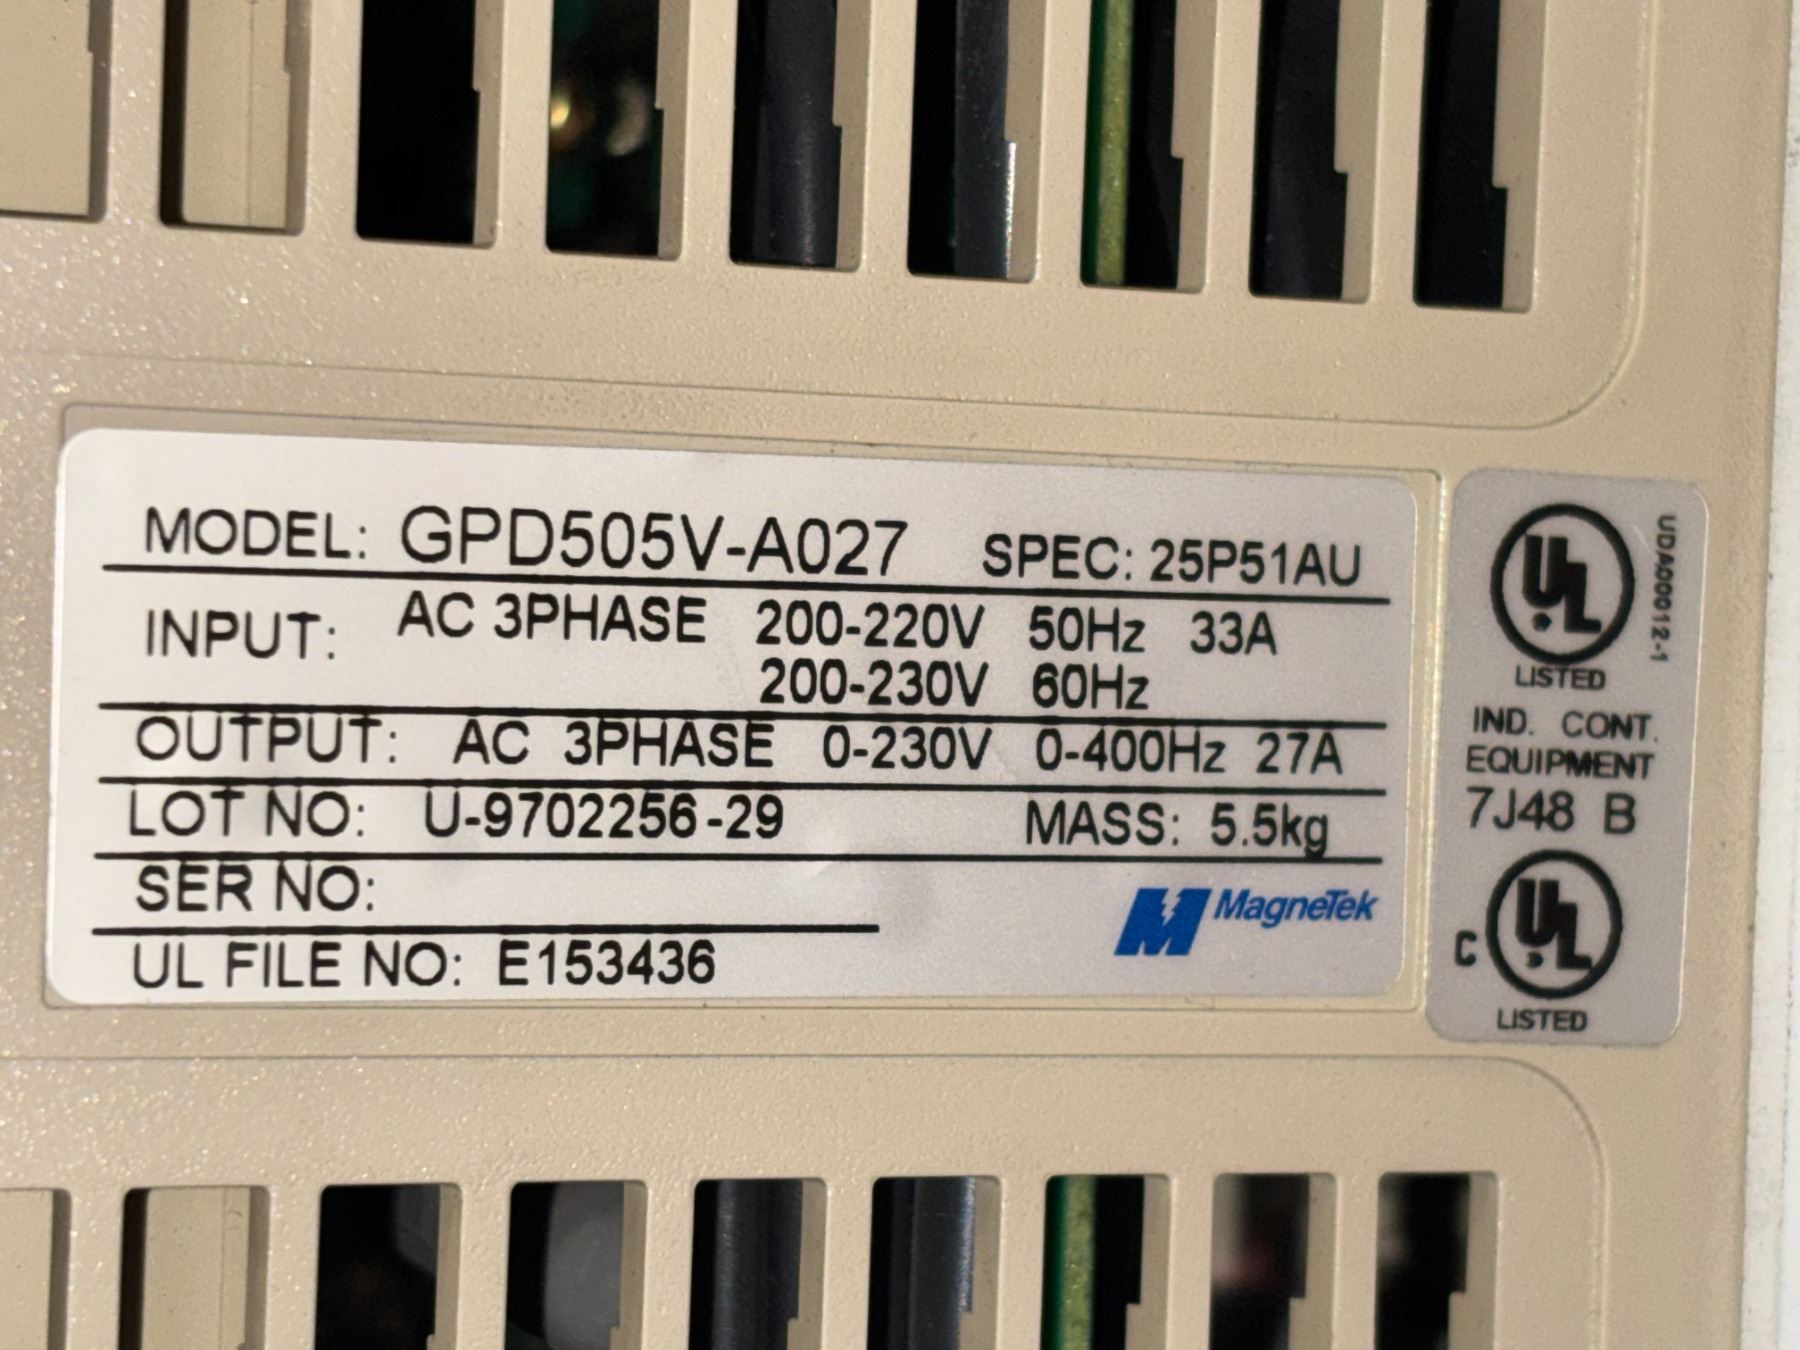 MODEL: GPD505V-A027 SPEC: 25P51AU
INPUT: AC 3PHASE 200-220V 50Hz 33A
200-230V 60Hz
OUTPUT: AC 3PHASE 0-230V 0-400Hz 27A
LOT NO: U-9702256-29 MASS: 5.5kg
SER NO:
MagneTek
UL FILE NO: E153436
UL
LISTED
UDA00012-1
IND. CONT.
EQUIPMENT
7J48 B
C UL
LISTED